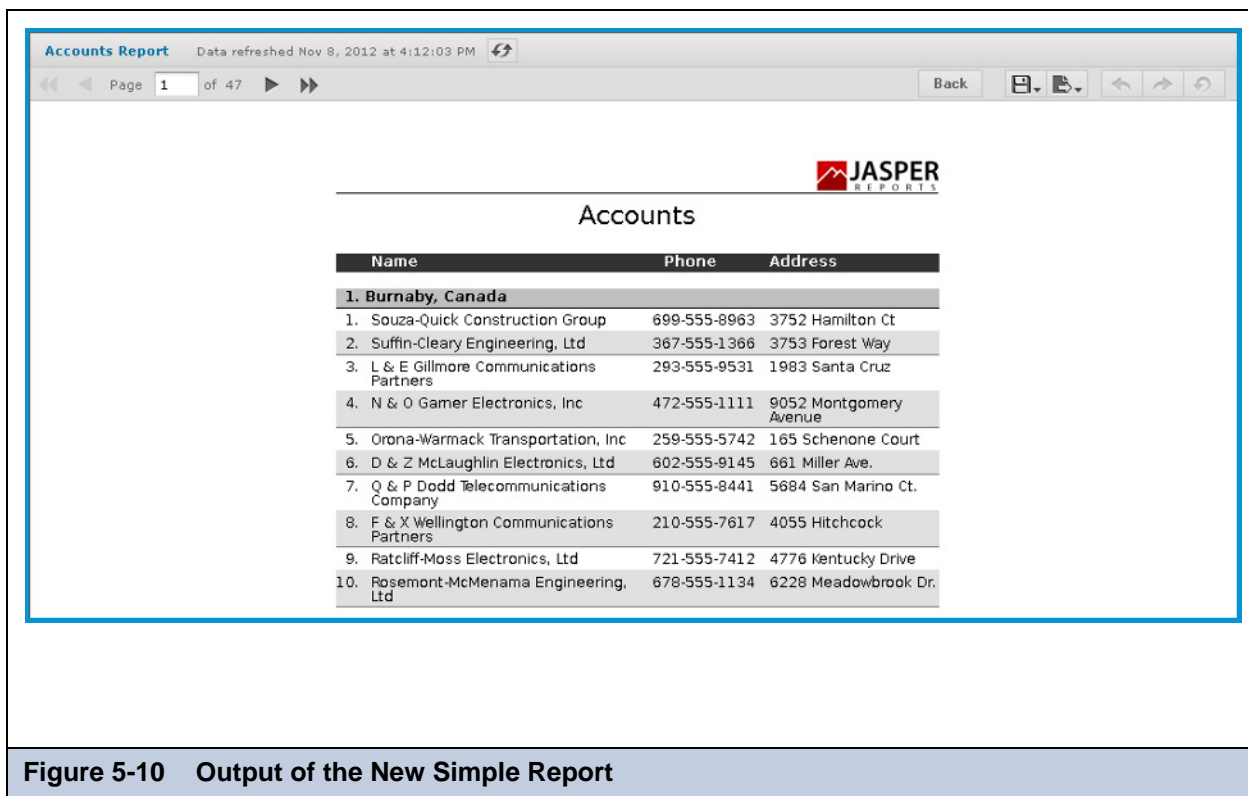 Accounts Report Data refreshed Nov 8, 2012 at 4:12:03 PM
Page 1 of 47 Back
JASPER
REPORTS
Accounts
Name Phone Address
1. Burnaby, Canada
1. Souza-Quick Construction Group 699-555-8963 3752 Hamilton Ct
2. Suffin-Cleary Engineering, Ltd 367-555-1366 3753 Forest Way
3. L & E Gillmore Communications 293-555-9531 1983 Santa Cruz
Partners
4. N & O Gamer Electronics, Inc 472-555-1111 9052 Montgomery
Avenue
5. Orona-Warmack Transportation, Inc 259-555-5742 165 Schenone Court
6. D & Z McLaughlin Electronics, Ltd 602-555-9145 661 Miller Ave.
7. Q & P Dodd Telecommunications 910-555-8441 5684 San Marino Ct.
Company
8. F & X Wellington Communications 210-555-7617 4055 Hitchcock
Partners
9. Ratcliff-Moss Electronics, Ltd 721-555-7412 4776 Kentucky Drive
10. Rosemont-McMenama Engineering, 678-555-1134 6228 Meadowbrook Dr.
Ltd
Figure 5-10 Output of the New Simple Report